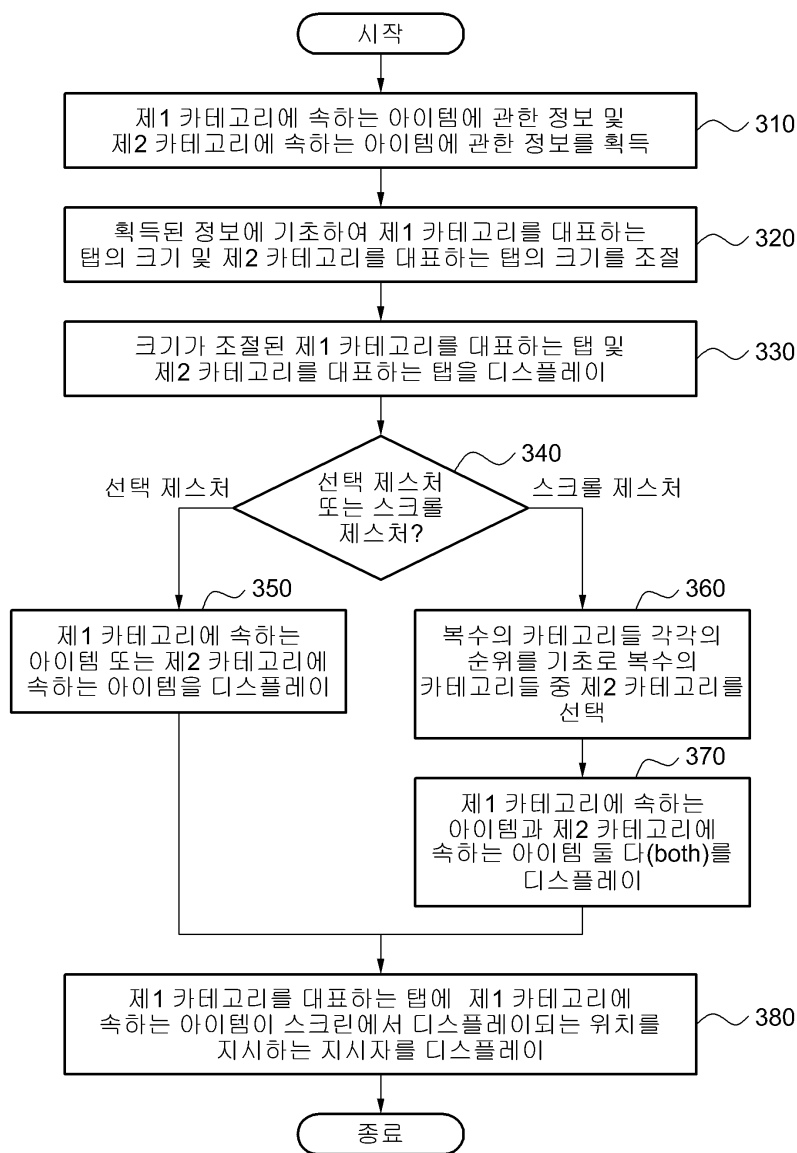 시작
제1 카테고리에 속하는 아이템에 관한 정보 및
제2 카테고리에 속하는 아이템에 관한 정보를 획득
310
획득된 정보에 기초하여 제1 카테고리를 대표하는
탭의 크기 및 제2 카테고리를 대표하는 탭의 크기를 조절
320
크기가 조절된 제1 카테고리를 대표하는 탭 및
제2 카테고리를 대표하는 탭을 디스플레이
330
340
선택 제스처
선택 제스처
또는 스크롤
제스처?
스크롤 제스처
350
제1 카테고리에 속하는
아이템 또는 제2 카테고리에
속하는 아이템을 디스플레이
360
복수의 카테고리들 각각의
순위를 기초로 복수의
카테고리들 중 제2 카테고리를
선택
370
제1 카테고리에 속하는
아이템과 제2 카테고리에
속하는 아이템 둘 다(both)를
디스플레이
제1 카테고리를 대표하는 탭에 제1 카테고리에
속하는 아이템이 스크린에서 디스플레이되는 위치를
지시하는 지시자를 디스플레이
380
종료